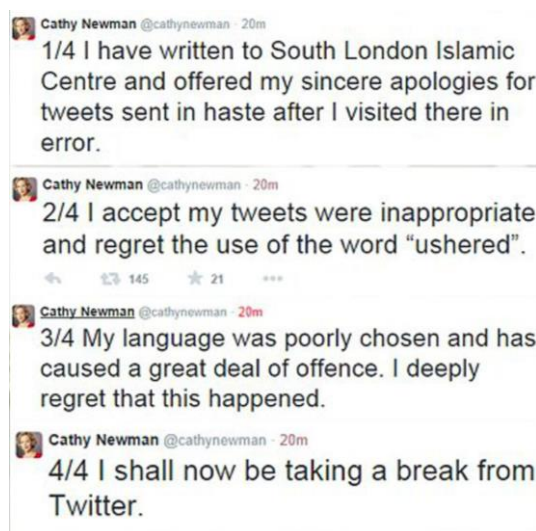 Cathy Newman @cathynewman · 20m
1/4 I have written to South London Islamic
Centre and offered my sincere apologies for
tweets sent in haste after I visited there in
error.
Cathy Newman @cathynewman · 20m
2/4 I accept my tweets were inappropriate
and regret the use of the word “ushered”.
145 21
Cathy Newman @cathynewman · 20m
3/4 My language was poorly chosen and has
caused a great deal of offence. I deeply
regret that this happened.
Cathy Newman @cathynewman · 20m
4/4 I shall now be taking a break from
Twitter.